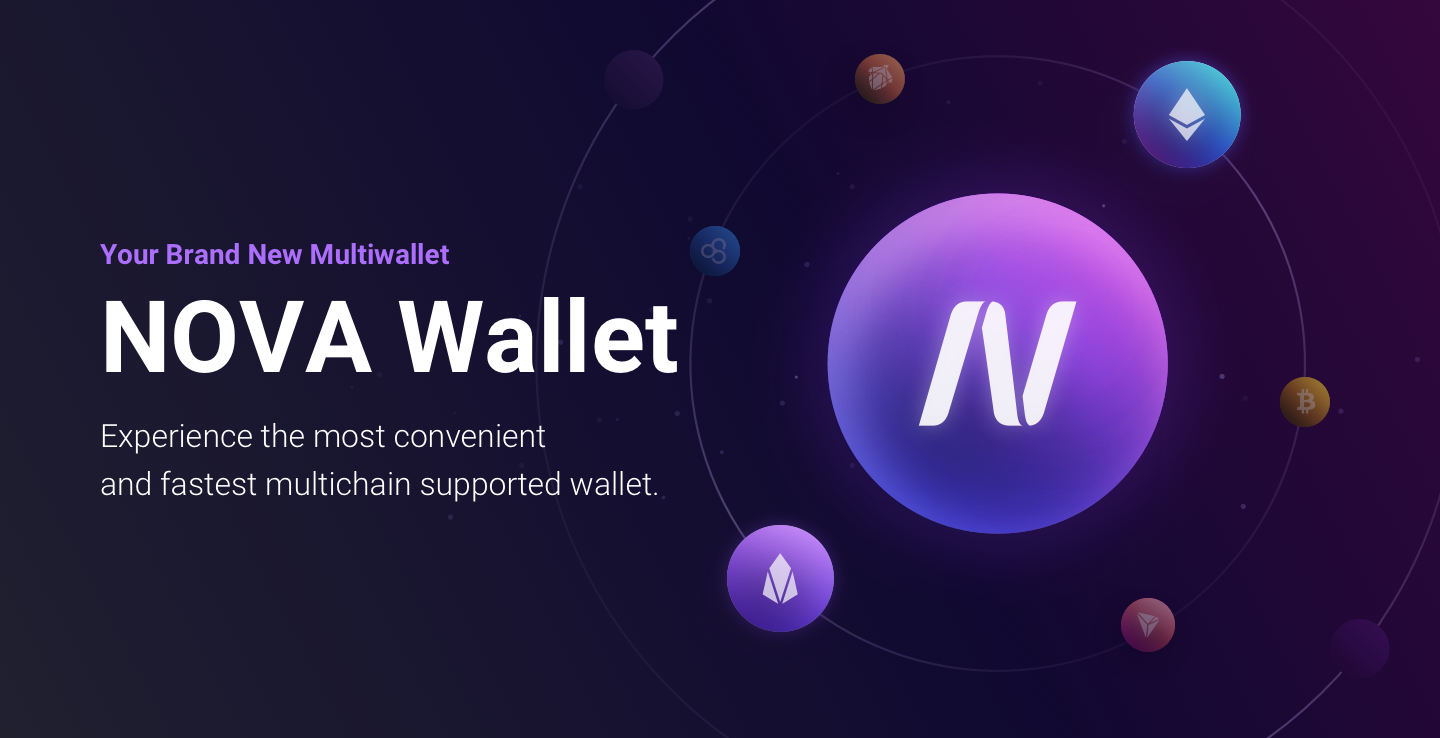 Your Brand New Multiwallet
NOVA Wallet
Experience the most convenient
and fastest multichain supported wallet.